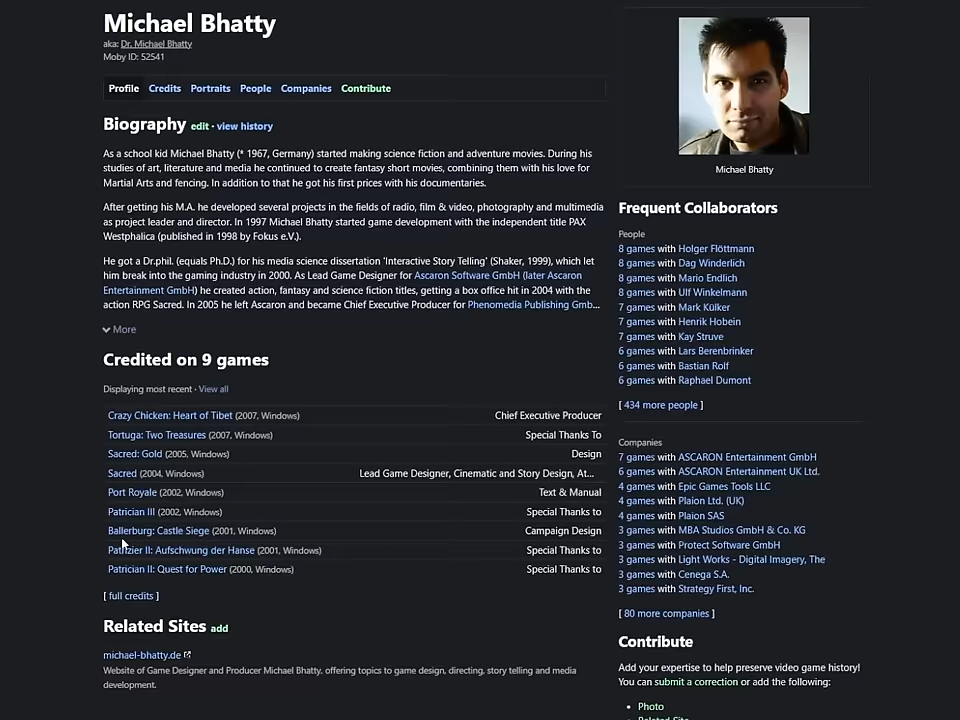 Michael Bhatty
aka: Dr. Michael Bhatty
Moby ID: 52541
Profile Credits Portraits People Companies Contribute
Biography edit · view history
As a school kid Michael Bhatty (* 1967, Germany) started making science fiction and adventure movies. During his
studies of art, literature and media he continued to create fantasy short movies, combining them with his love for
Martial Arts and fencing. In addition to that he got his first prices with his documentaries.
After getting his M.A. he developed several projects in the fields of radio, film & video, photography and multimedia
as project leader and director. In 1997 Michael Bhatty started game development with the independent title PAX
Westphalica (published in 1998 by Fokus e.V.).
He got a Dr.phil. (equals Ph.D.) for his media science dissertation 'Interactive Story Telling' (Shaker, 1999), which let
him break into the gaming industry in 2000. As Lead Game Designer for Ascaron Software GmbH (later Ascaron
Entertainment GmbH) he created action, fantasy and science fiction titles, getting a box office hit in 2004 with the
action RPG Sacred. In 2005 he left Ascaron and became Chief Executive Producer for Phenomedia Publishing Gmb...
More
Credited on 9 games
Displaying most recent · View all
Crazy Chicken: Heart of Tibet (2007, Windows) Chief Executive Producer
Tortuga: Two Treasures (2007, Windows) Special Thanks To
Sacred: Gold (2005, Windows) Design
Sacred (2004, Windows) Lead Game Designer, Cinematic and Story Design, At...
Port Royale (2002, Windows) Text & Manual
Patrician III (2002, Windows) Special Thanks to
Ballerburg: Castle Siege (2001, Windows) Campaign Design
Patrizier II: Aufschwung der Hanse (2001, Windows) Special Thanks to
Patrician II: Quest for Power (2000, Windows) Special Thanks to
[ full credits ]
Related Sites add
michael-bhatty.de
Website of Game Designer and Producer Michael Bhatty, offering topics to game design, directing, story telling and media
development.
Michael Bhatty
Frequent Collaborators
People
8 games with Holger Flöttmann
8 games with Dag Winderlich
8 games with Mario Endlich
8 games with Ulf Winkelmann
7 games with Mark Külker
7 games with Henrik Hobein
7 games with Kay Struve
6 games with Lars Berenbrinker
6 games with Bastian Rolf
6 games with Raphael Dumont
[ 434 more people ]
Companies
7 games with ASCARON Entertainment GmbH
6 games with ASCARON Entertainment UK Ltd.
4 games with Epic Games Tools LLC
4 games with Plaion Ltd. (UK)
4 games with Plaion SAS
3 games with MBA Studios GmbH & Co. KG
3 games with Protect Software GmbH
3 games with Light Works - Digital Imagery, The
3 games with Cenega S.A.
3 games with Strategy First, Inc.
[ 80 more companies ]
Contribute
Add your expertise to help preserve video game history!
You can submit a correction or add the following:
• Photo
• Related Site